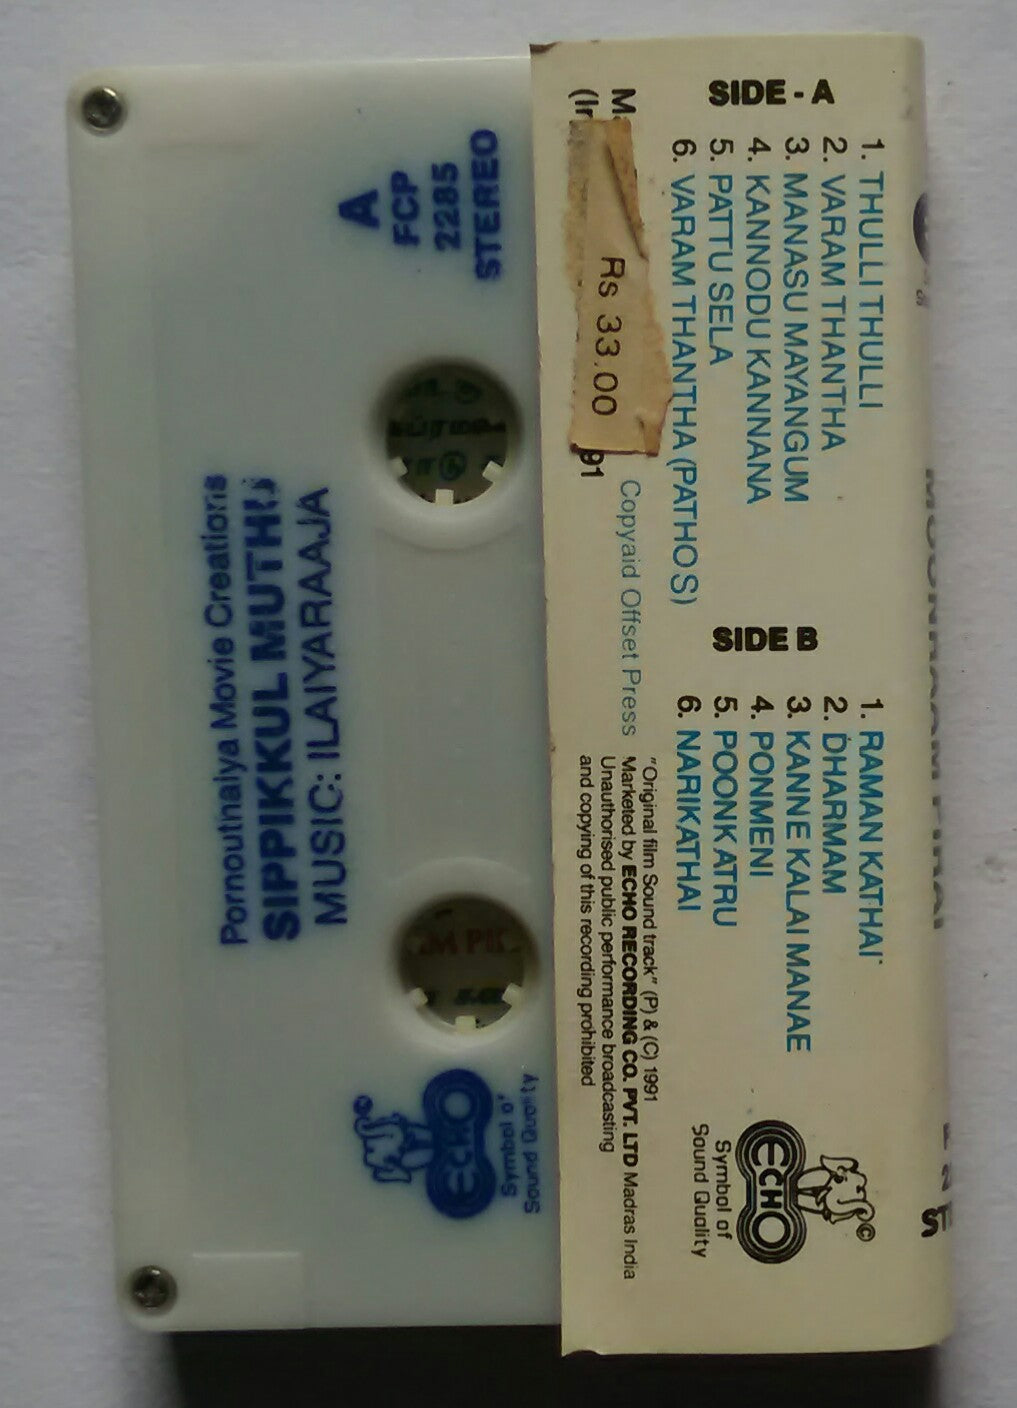 SIDE - A
1. THULLI THULLI
2. VARAM THANTHA
3. MANASU MAYANGUM
4. KANNODU KANNANA
5. PATTU SELA
6. VARAM THANTHA (PATHOS)
SIDE B
1. RAMAN KATHAI
2. DHARMAM
3. KANNE KALAI MANAE
4. PONMENI
5. POONKATRU
6. NARIKATHAI
Rs 33.00
91
Copyaid Offset Press
"Original film Sound track" (P) & (C) 1991
Marketed by ECHO RECORDING CO. PVT. LTD Madras India
Unauthorised public performance broadcasting
and copying of this recording prohibited
©
ECHO
Symbol of
Sound Quality
A
FCP
2285
STEREO
Pornouthaiya Movie Creations
SIPPIKKUL MUTHU
MUSIC: ILAIYARAAJA
©
ECHO
Symbol of
Sound Quality